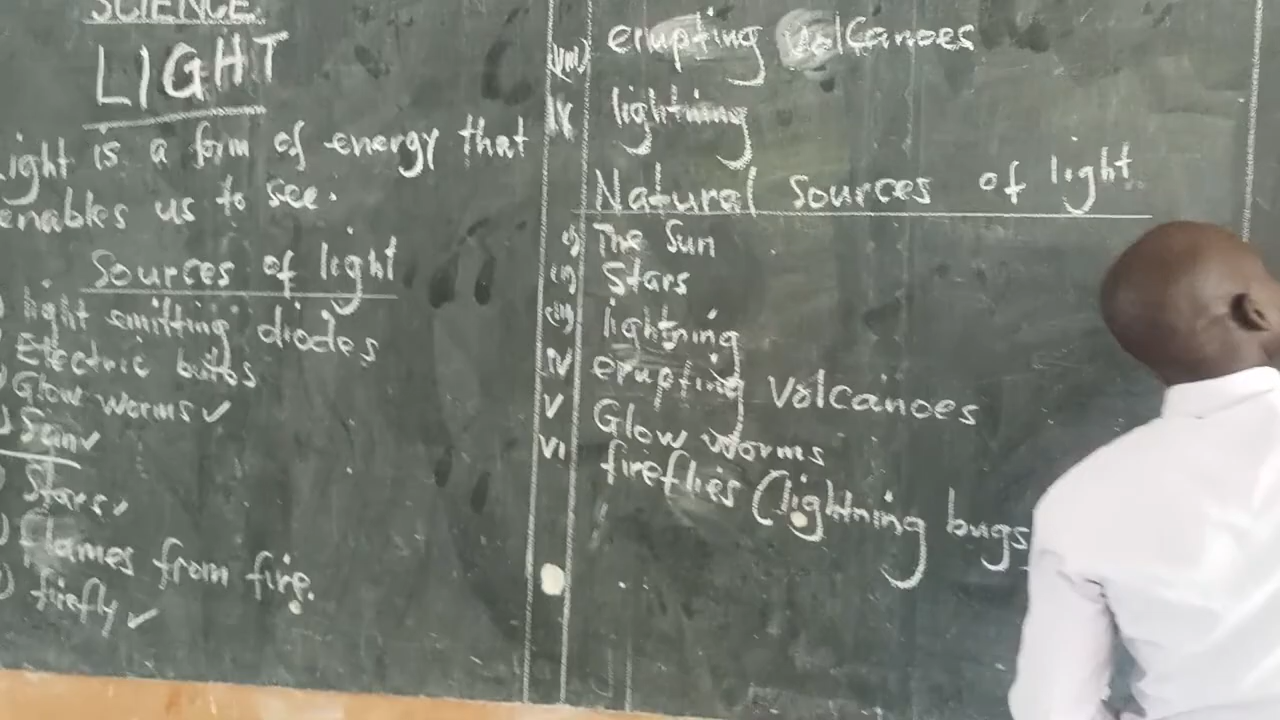 SCIENCE.
LIGHT
Light is a form of energy that
enables us to see.
Sources of light
) light emitting diodes
) Electric bulbs
) Glow worms ✓
) Sun ✓
) Stars ✓
) flames from fire.
) firefly ✓
viii) erupting Volcanoes
ix lightning
Natural Sources of light
i) The Sun
(ii) Stars
(iii) lightning
iv erupting Volcanoes
v Glow worms
vi fireflies (lightning bugs